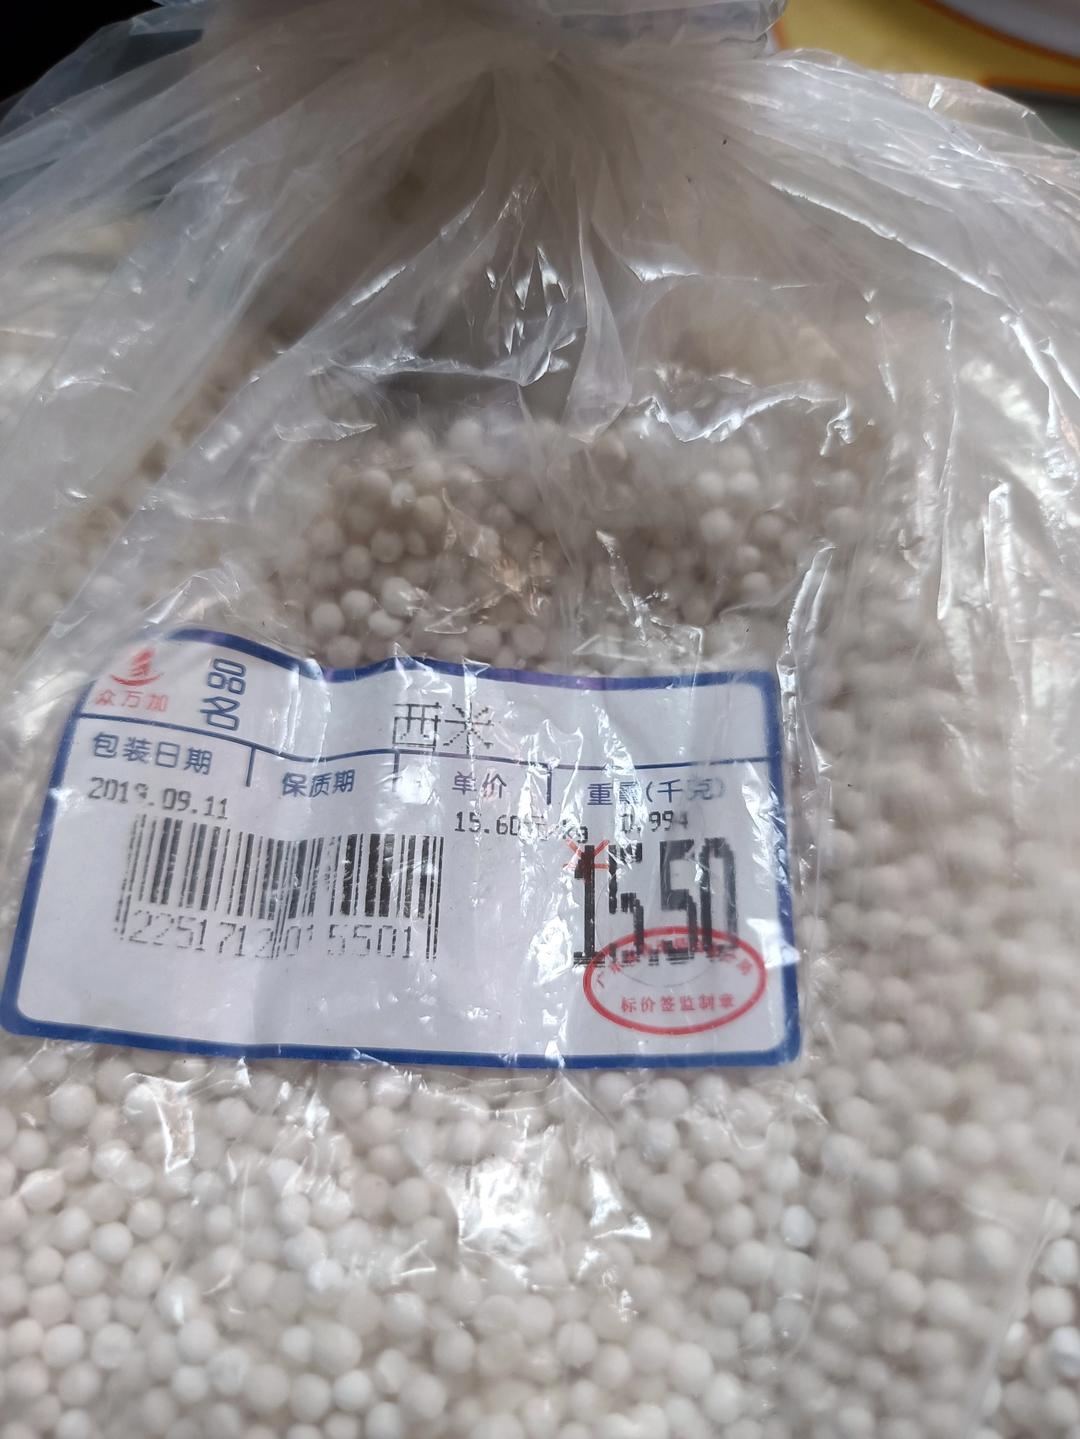 众万加
品名
西米
包装日期
保质期
单价
重量(千克)
2019.09.11
15.60元/kg
0.994
15.50
2251712015501
标价签监制章